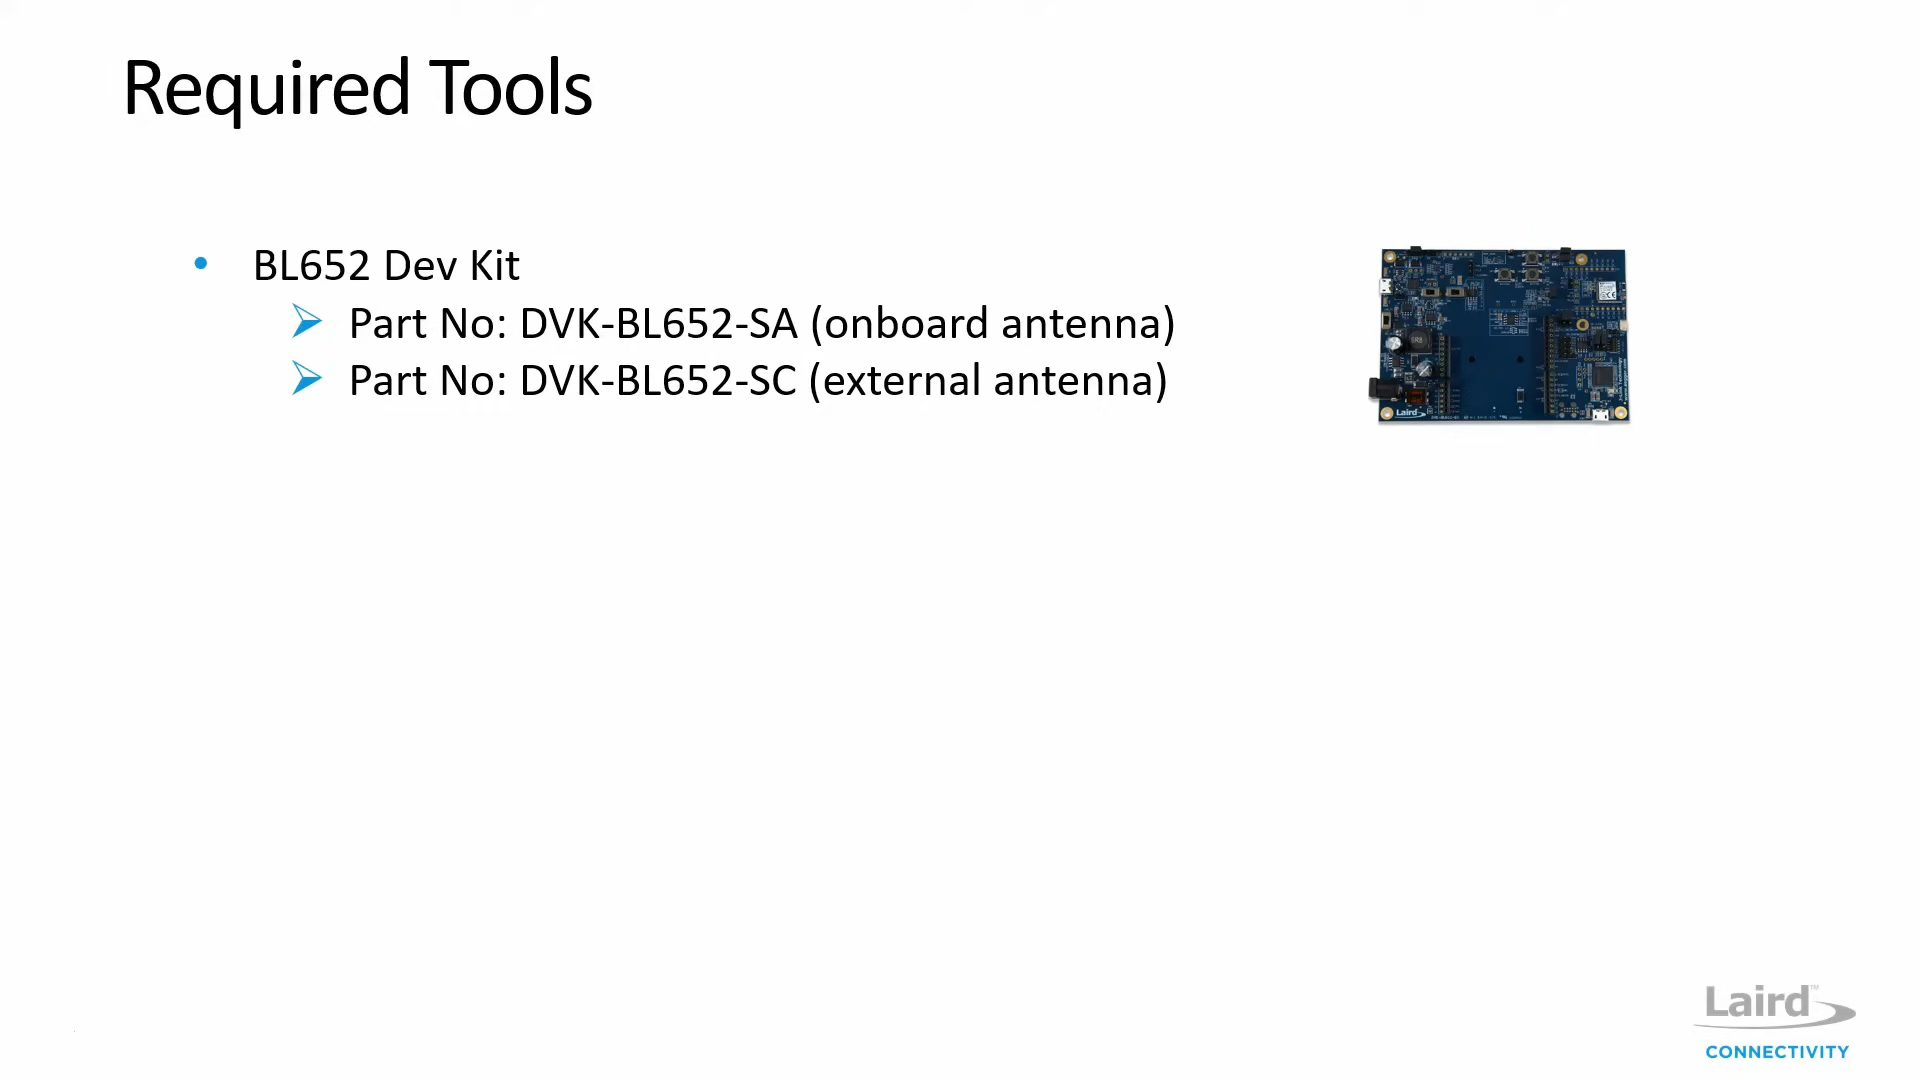 Required Tools
• BL652 Dev Kit
➢ Part No: DVK-BL652-SA (onboard antenna)
➢ Part No: DVK-BL652-SC (external antenna)
Laird
Laird™
CONNECTIVITY